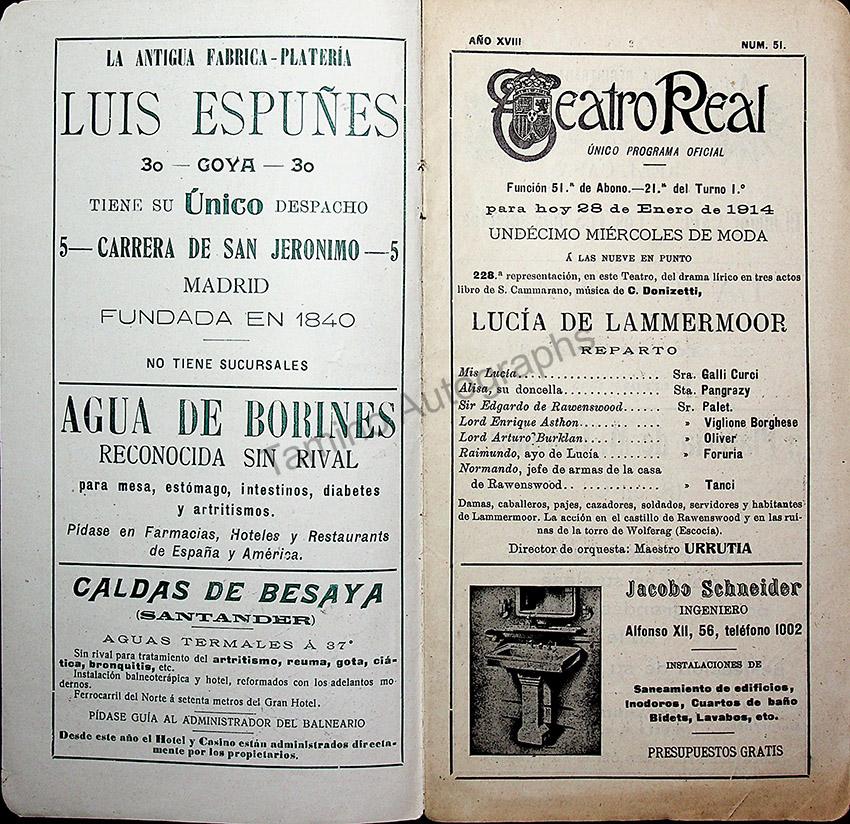 LA ANTIGUA FABRICA-PLATERÍA
LUIS ESPUÑES
30 — GOYA — 30
TIENE SU Único DESPACHO
5—CARRERA DE SAN JERONIMO—5
MADRID
FUNDADA EN 1840
NO TIENE SUCURSALES
AGUA DE BORINES
RECONOCIDA SIN RIVAL
para mesa, estómago, intestinos, diabetes
y artritismos.
Pídase en Farmacias, Hoteles y Restaurants
de España y América.
CALDAS DE BESAYA
(SANTANDER)
AGUAS TERMALES Á 37°
Sin rival para tratamiento del artritismo, reuma, gota, ciá-
tica, bronquitis, etc.
Instalación balneoterápica y hotel, reformados con los adelantos mo-
dernos.
Ferrocarril del Norte á setenta metros del Gran Hotel.
PÍDASE GUÍA AL ADMINISTRADOR DEL BALNEARIO
Desde este año el Hotel y Casino están administrados directa-
mente por los propietarios.
AÑO XVIII NUM. 51.
Teatro Real
ÚNICO PROGRAMA OFICIAL
Función 51.ª de Abono.—21.ª del Turno 1.º
para hoy 28 de Enero de 1914
UNDÉCIMO MIÉRCOLES DE MODA
Á LAS NUEVE EN PUNTO
228.ª representación, en este Teatro, del drama lírico en tres actos
libro de S. Cammarano, música de C. Donizetti,
LUCÍA DE LAMMERMOOR
REPARTO
Mis Lucía........................ Sra. Galli Curci
Alisa, su doncella.................. Sta. Pangrazy
Sir Edgardo de Rawenswood...... Sr. Palet.
Lord Enrique Asthon............... » Viglione Borghese
Lord Arturo Burklan.............. » Oliver
Raimundo, ayo de Lucía.......... » Foruria
Normando, jefe de armas de la casa
de Rawenswood.................. » Tanci
Damas, caballeros, pajes, cazadores, soldados, servidores y habitantes
de Lammermoor. La acción en el castillo de Rawenswood y en las rui-
nas de la torro de Wolferag (Escocia).
Director de orquesta: Maestro URRUTIA
Jacobo Schneider
INGENIERO
Alfonso XII, 56, teléfono 1002
INSTALACIONES DE
Saneamiento de edificios,
Inodoros, Cuartos de baño
Bidets, Lavabos, etc.
PRESUPUESTOS GRATIS
Tamino Autographs